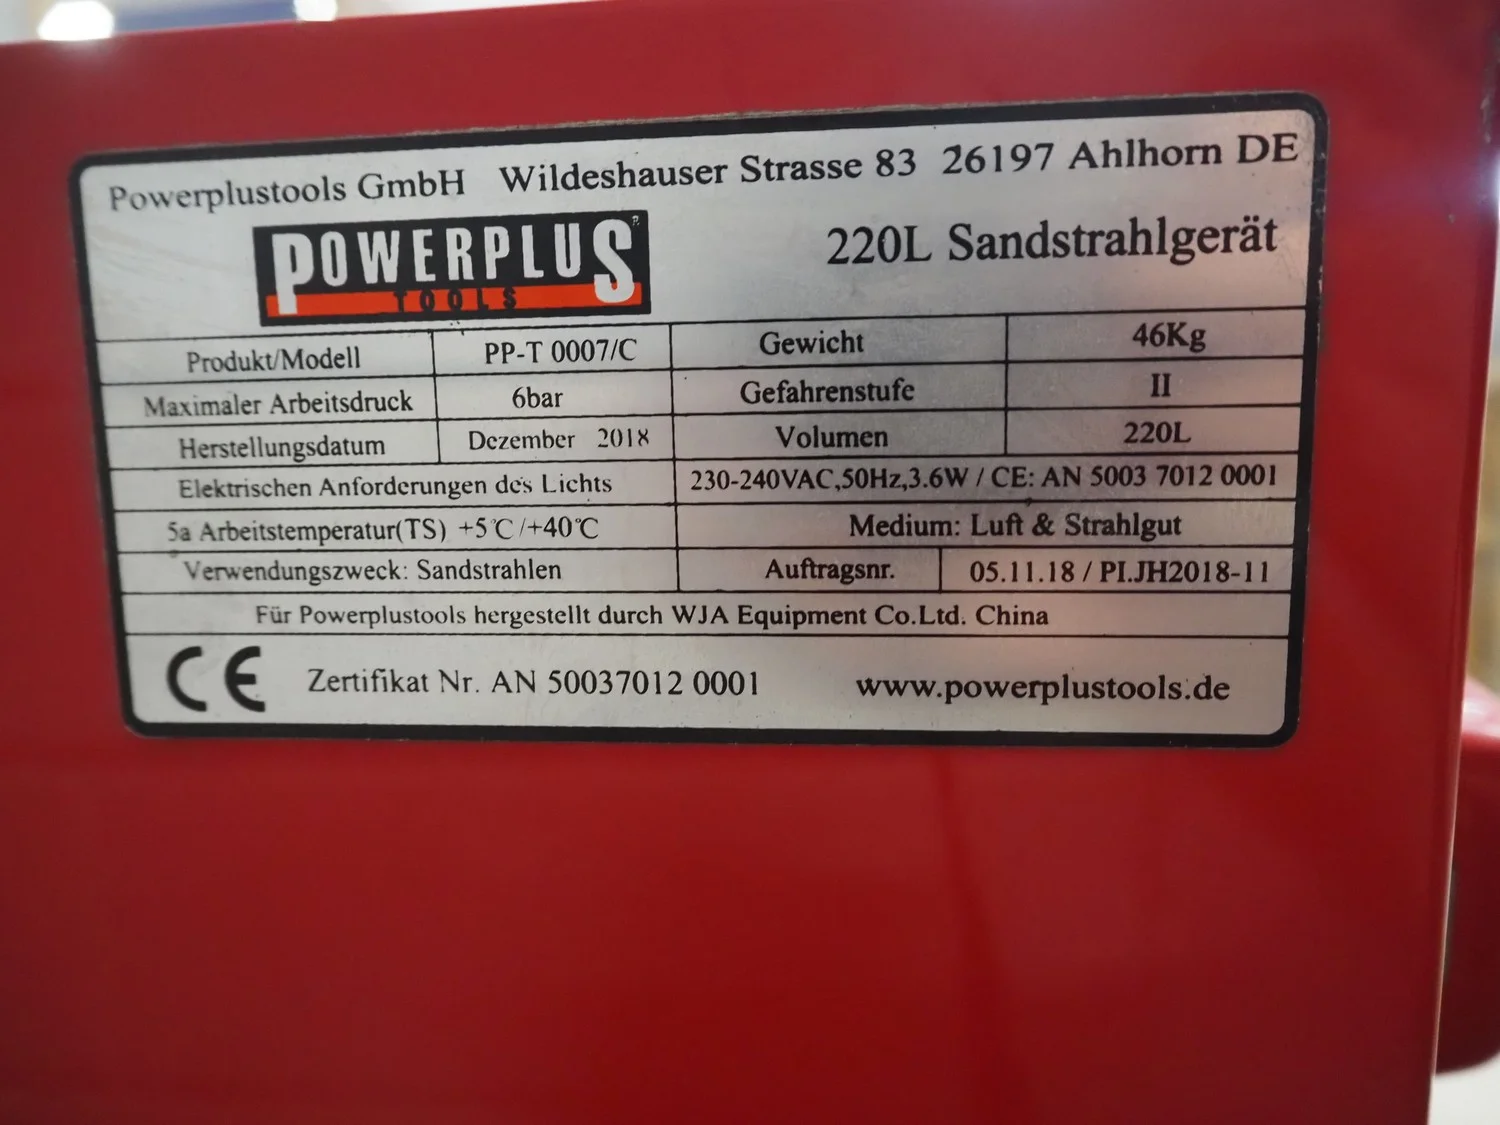 Powerplustools GmbH Wildeshauser Strasse 83 26197 Ahlhorn DE
POWERPLUS
TOOLS
220L Sandstrahlgerät
Produkt/Modell PP-T 0007/C Gewicht 46Kg
Maximaler Arbeitsdruck 6bar Gefahrenstufe II
Herstellungsdatum Dezember 2018 Volumen 220L
Elektrischen Anforderungen des Lichts 230-240VAC,50Hz,3.6W / CE: AN 5003 7012 0001
5a Arbeitstemperatur(TS) +5℃/+40℃ Medium: Luft & Strahlgut
Verwendungszweck: Sandstrahlen Auftragsnr. 05.11.18 / PI.JH2018-11
Für Powerplustools hergestellt durch WJA Equipment Co.Ltd. China
CE Zertifikat Nr. AN 50037012 0001 www.powerplustools.de